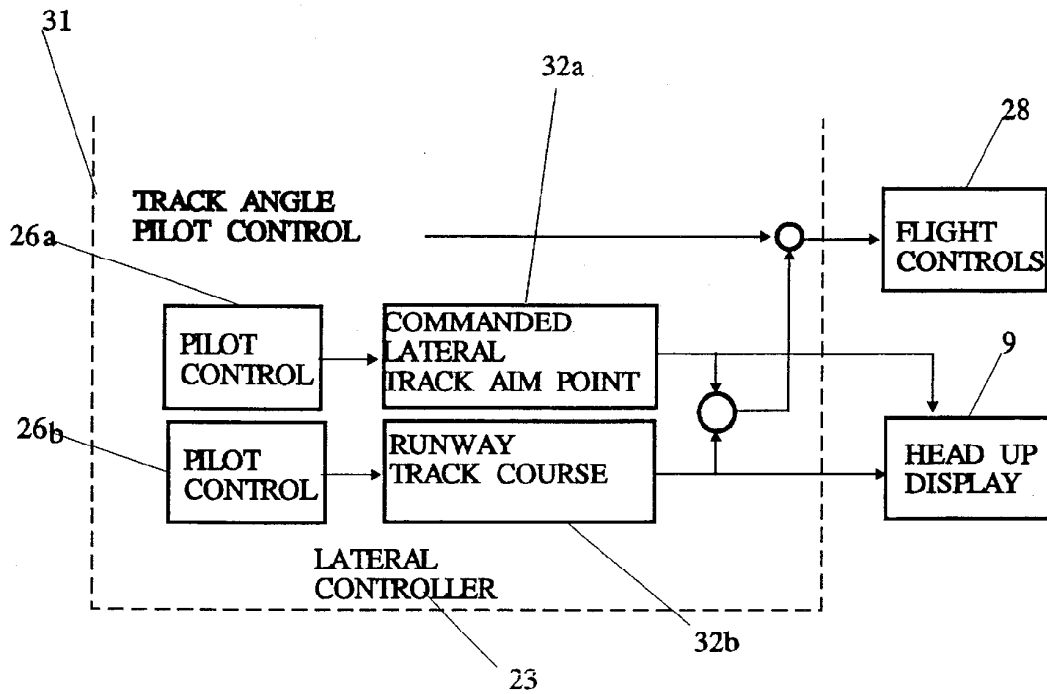 31
32a
28
TRACK ANGLE
PILOT CONTROL
26a
FLIGHT
CONTROLS
PILOT
CONTROL
COMMANDED
LATERAL
TRACK AIM POINT
9
26b
PILOT
CONTROL
RUNWAY
TRACK COURSE
HEAD UP
DISPLAY
LATERAL
CONTROLLER
32b
23